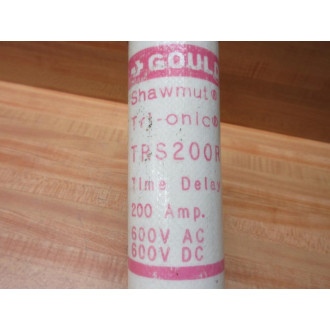 GOULD
Shawmut®
Tri-onic®
TRS200R
Time Delay
200 Amp.
600V AC
600V DC